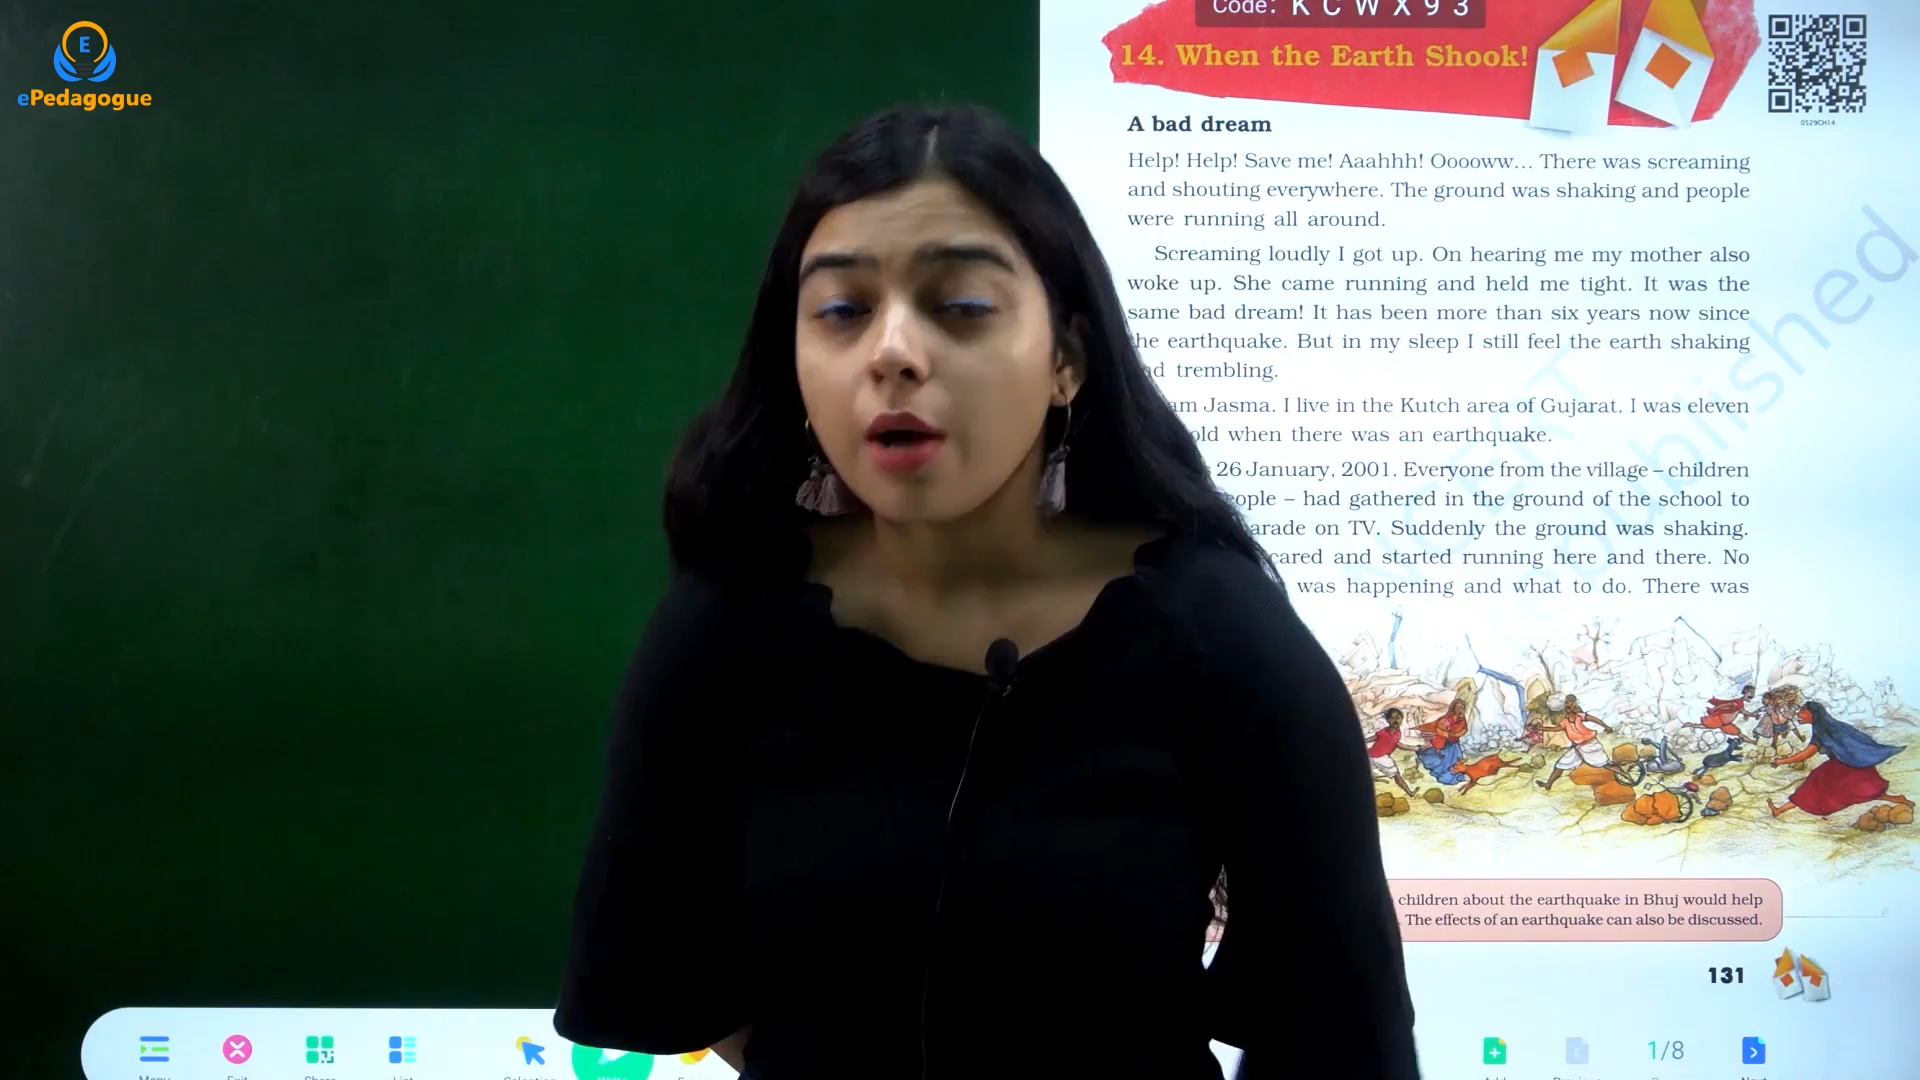 E
ePedagogue
Code: K C W X 9 3
14. When the Earth Shook!
0529CH14
A bad dream
Help! Help! Save me! Aaahhh! Ooooww... There was screaming
and shouting everywhere. The ground was shaking and people
were running all around.
Screaming loudly I got up. On hearing me my mother also
woke up. She came running and held me tight. It was the
same bad dream! It has been more than six years now since
the earthquake. But in my sleep I still feel the earth shaking
trembling.
am Jasma. I live in the Kutch area of Gujarat. I was eleven
old when there was an earthquake.
26 January, 2001. Everyone from the village – children
– had gathered in the ground of the school to
on TV. Suddenly the ground was shaking.
and started running here and there. No
was happening and what to do. There was
children about the earthquake in Bhuj would help
The effects of an earthquake can also be discussed.
131
published
1/8